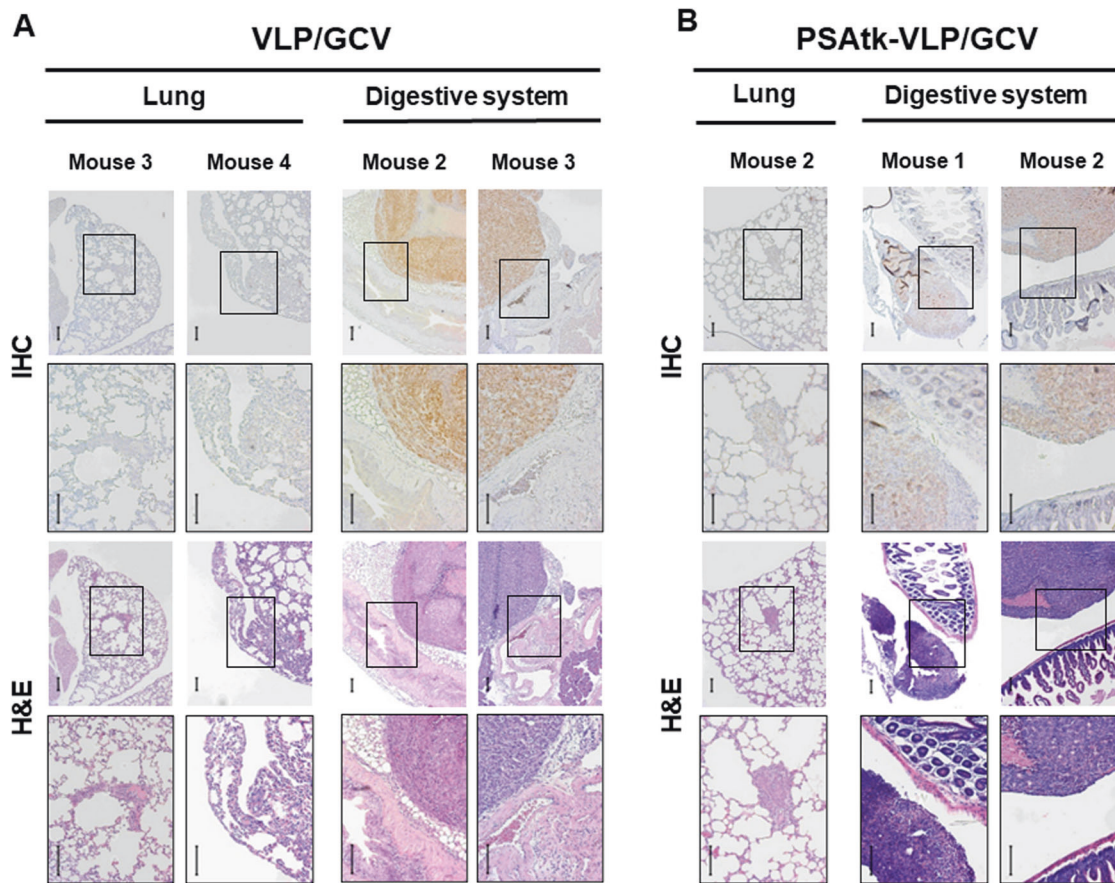 A
VLP/GCV
Lung
Digestive system
Mouse 3
Mouse 4
Mouse 2
Mouse 3
IHC
H&E
B
PSAtk-VLP/GCV
Lung
Digestive system
Mouse 2
Mouse 1
Mouse 2
IHC
H&E